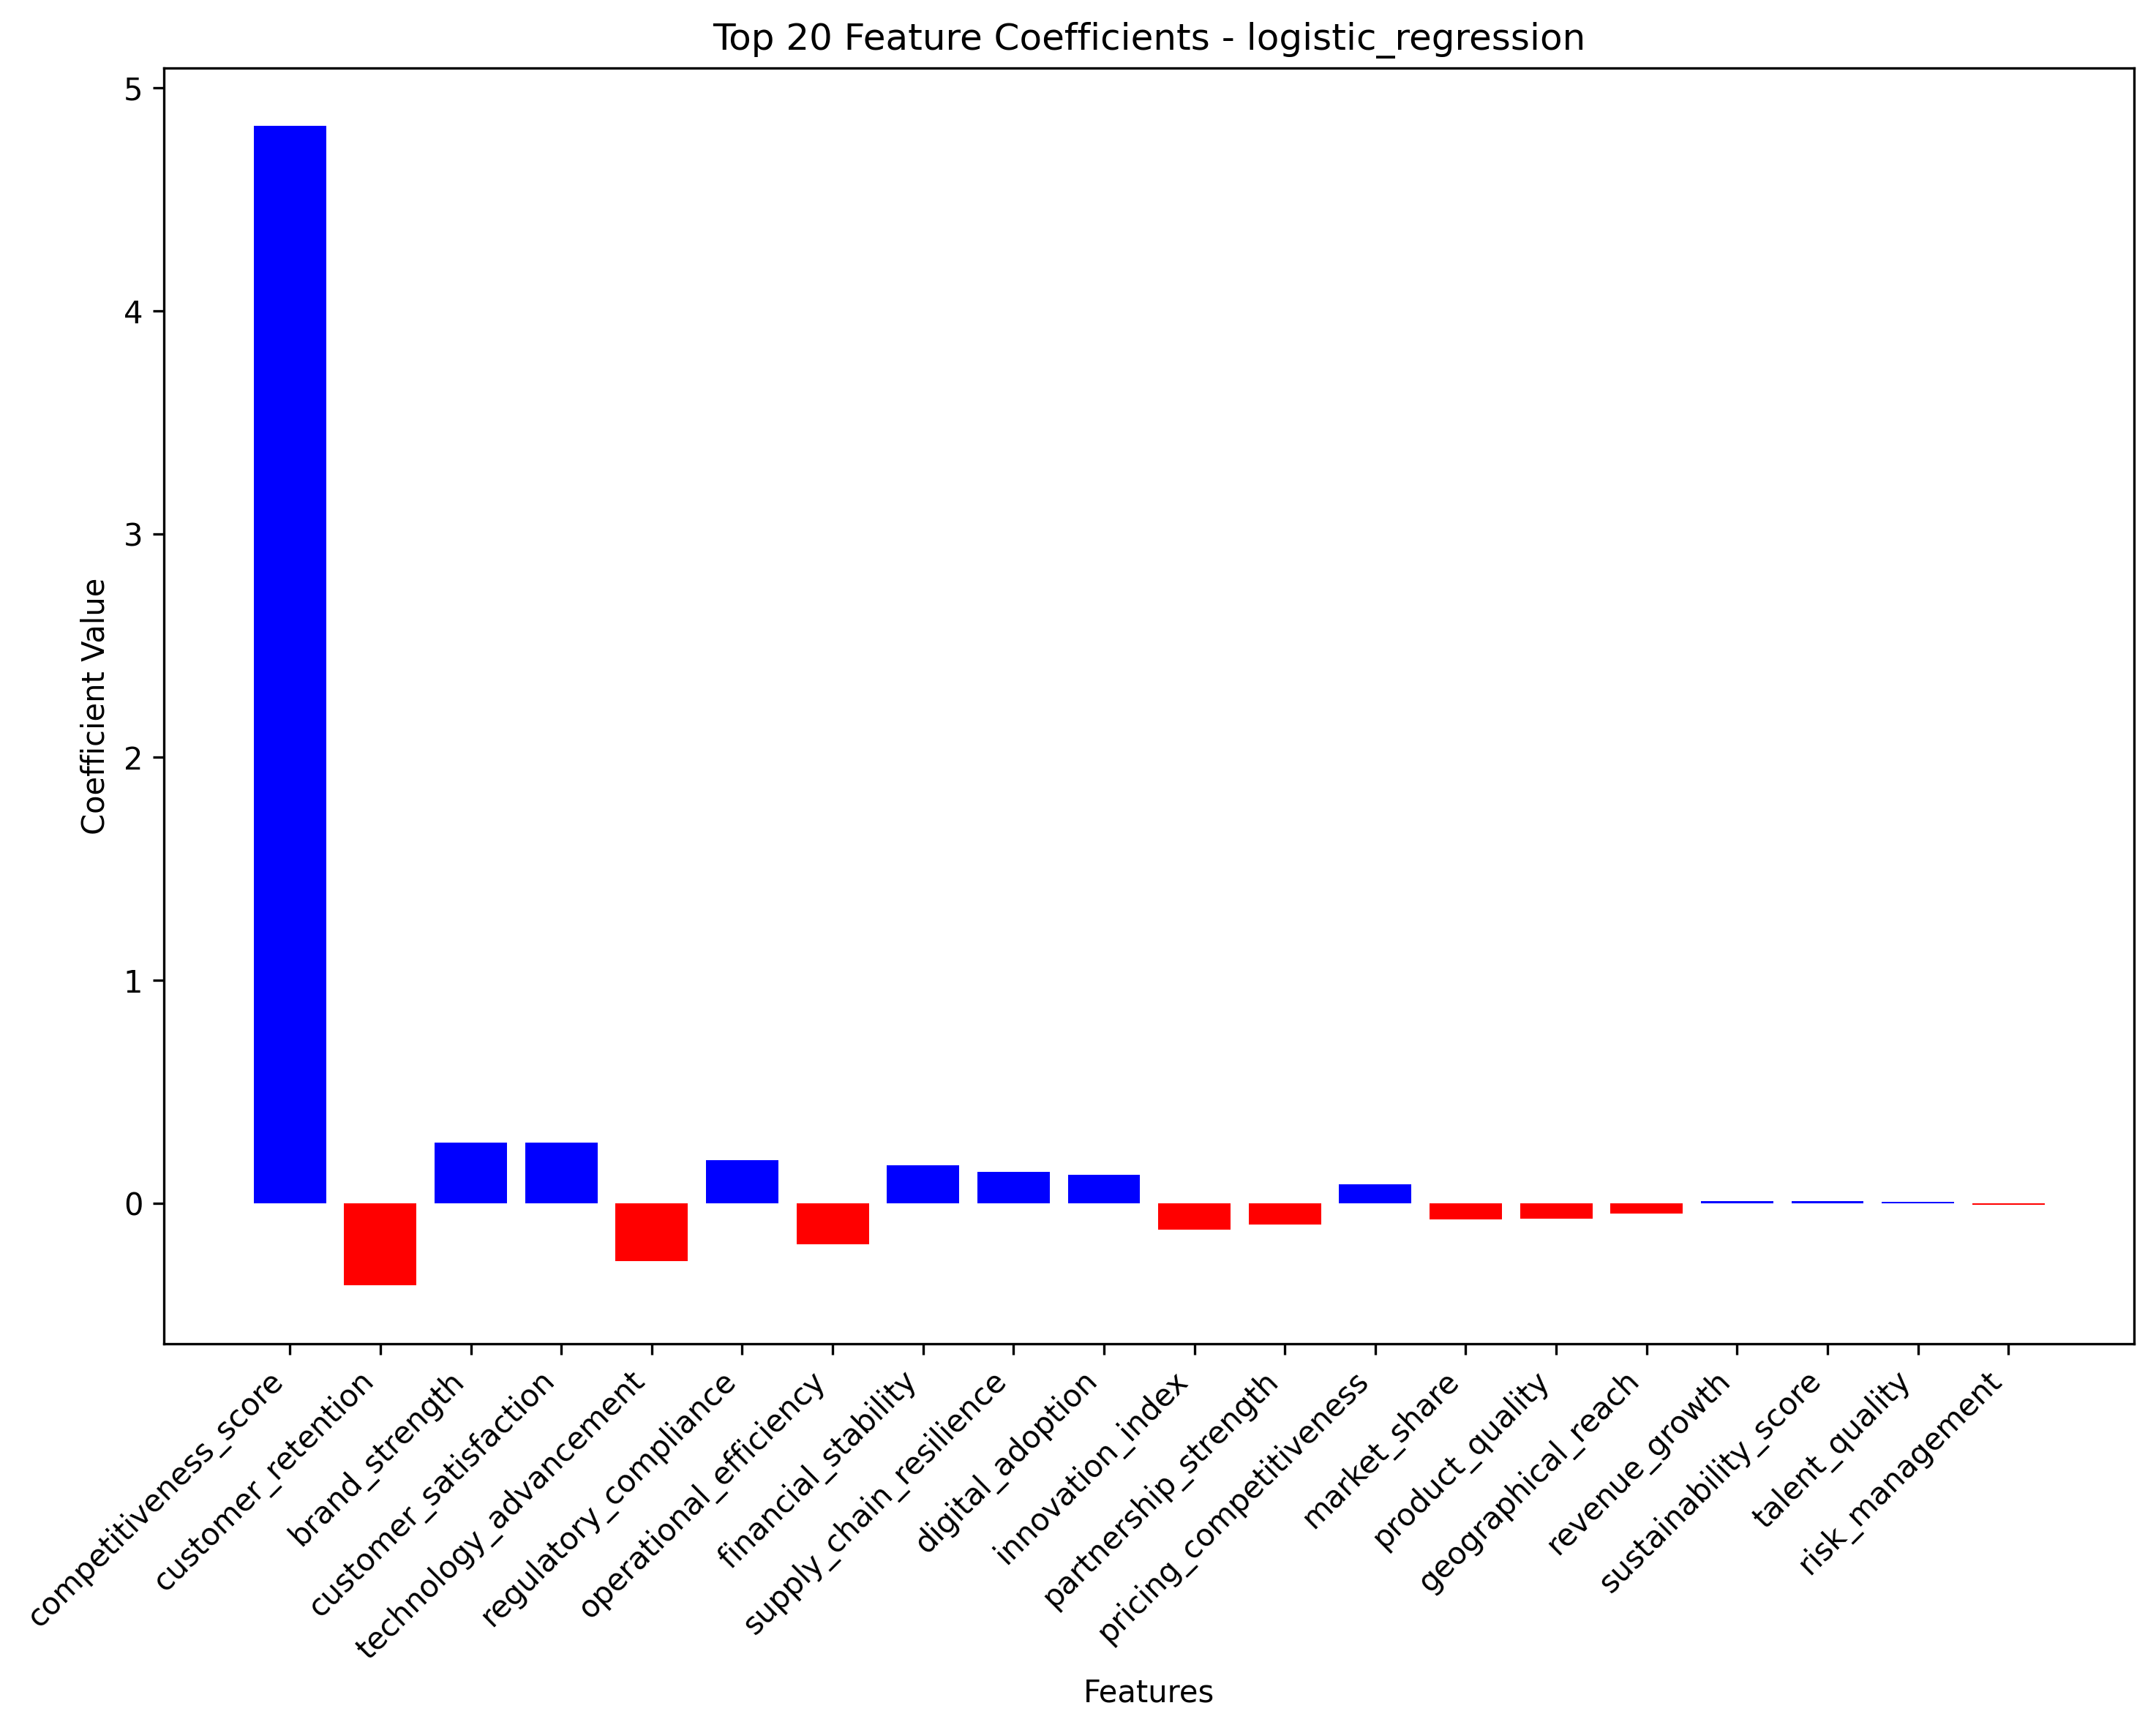 Top 20 Feature Coefficients - logistic_regression
5
4
3
2
1
0
Coefficient Value
competitiveness_score
customer_retention
brand_strength
customer_satisfaction
technology_advancement
regulatory_compliance
operational_efficiency
financial_stability
supply_chain_resilience
digital_adoption
innovation_index
partnership_strength
pricing_competitiveness
market_share
product_quality
geographical_reach
revenue_growth
sustainability_score
talent_quality
risk_management
Features